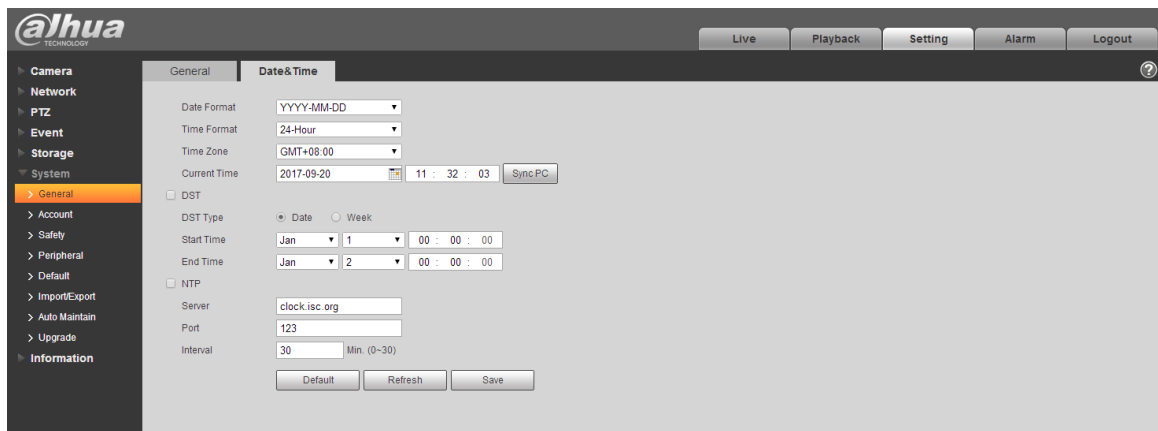 alhua
TECHNOLOGY
Live Playback Setting Alarm Logout
Camera
Network
PTZ
Event
Storage
System
General
Account
Safety
Peripheral
Default
Import/Export
Auto Maintain
Upgrade
Information
General Date&Time ?
Date Format YYYY-MM-DD
Time Format 24-Hour
Time Zone GMT+08:00
Current Time 2017-09-20 11 : 32 : 03 Sync PC
DST
DST Type Date Week
Start Time Jan 1 00 : 00 : 00
End Time Jan 2 00 : 00 : 00
NTP
Server clock.isc.org
Port 123
Interval 30 Min. (0~30)
Default Refresh Save